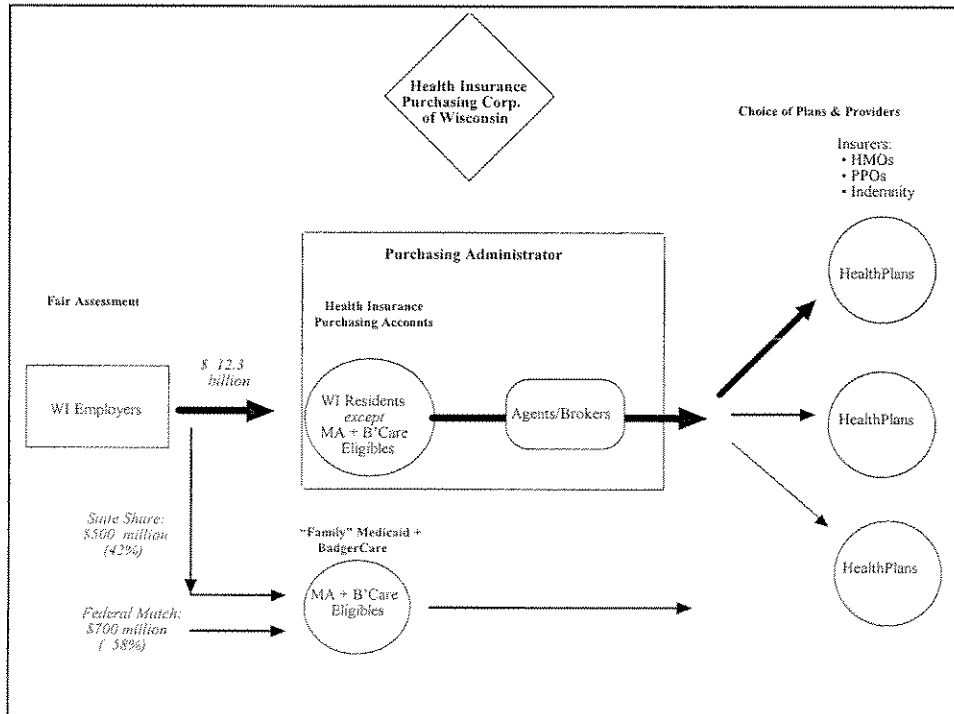 Health Insurance
Purchasing Corp.
of Wisconsin
Choice of Plans & Providers
Insurers:
• HMOs
• PPOs
• Indemnity
Purchasing Administrator
HealthPlans
Fair Assessment
Health Insurance
Purchasing Accounts
$ 12.3
billion
WI Employers
WI Residents
except
MA + B'Care
Eligibles
Agents/Brokers
HealthPlans
State Share:
$500 million
(42%)
"Family" Medicaid +
BadgerCare
HealthPlans
MA + B'Care
Eligibles
Federal Match:
$700 million
( 58%)